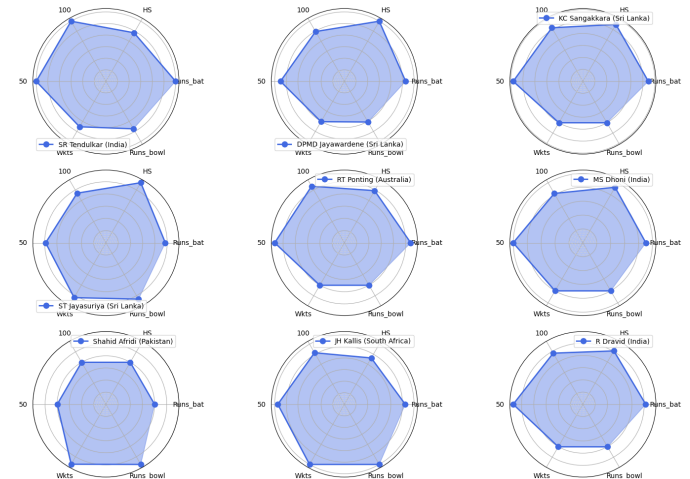 100
HS
50
Runs_bat
SR Tendulkar (India)
Wkts
Runs_bowl
100
HS
50
Runs_bat
DPMD Jayawardene (Sri Lanka)
Wkts
Runs_bowl
KC Sangakkara (Sri Lanka)
100
50
Runs_bat
Wkts
Runs_bowl
100
HS
50
Runs_bat
ST Jayasuriya (Sri Lanka)
RT Ponting (Australia)
100
50
Runs_bat
Wkts
Runs_bowl
MS Dhoni (India)
100
50
Runs_bat
Wkts
Runs_bowl
100
HS
Shahid Afridi (Pakistan)
50
Runs_bat
Wkts
Runs_bowl
100
HS
JH Kallis (South Africa)
50
Runs_bat
Wkts
Runs_bowl
100
HS
R Dravid (India)
50
Runs_bat
Wkts
Runs_bowl